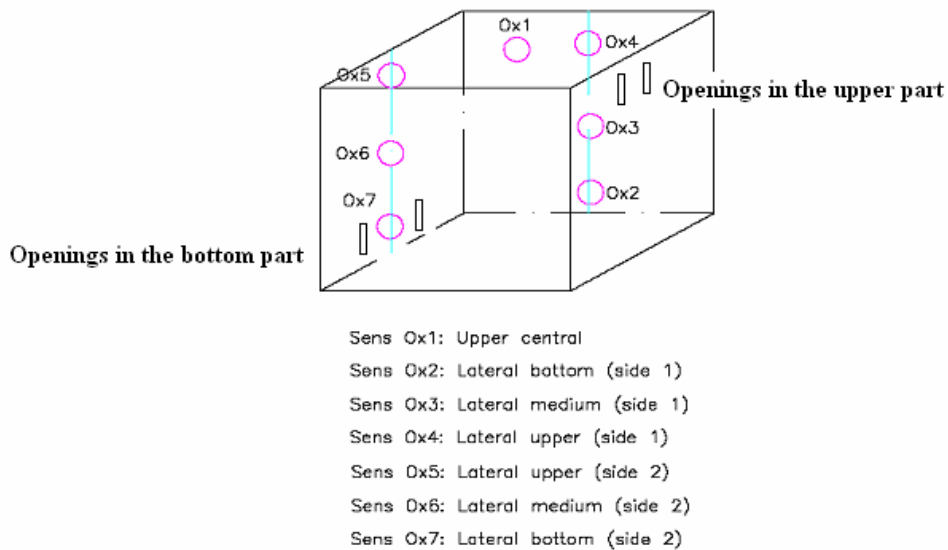 Ox1
Ox4
Ox5
Openings in the upper part
Ox3
Ox6
Ox7
Ox2
Openings in the bottom part
Sens Ox1: Upper central
Sens Ox2: Lateral bottom (side 1)
Sens Ox3: Lateral medium (side 1)
Sens Ox4: Lateral upper (side 1)
Sens Ox5: Lateral upper (side 2)
Sens Ox6: Lateral medium (side 2)
Sens Ox7: Lateral bottom (side 2)